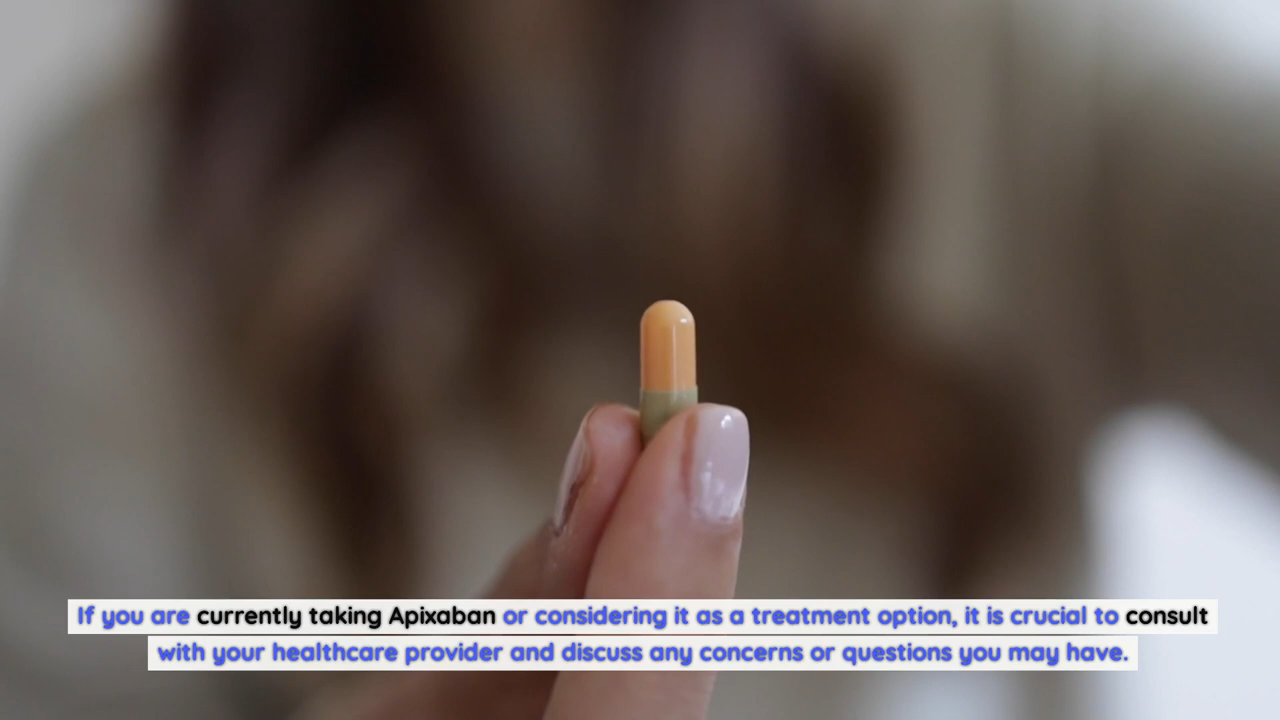 If you are currently taking Apixaban or considering it as a treatment option, it is crucial to consult
with your healthcare provider and discuss any concerns or questions you may have.